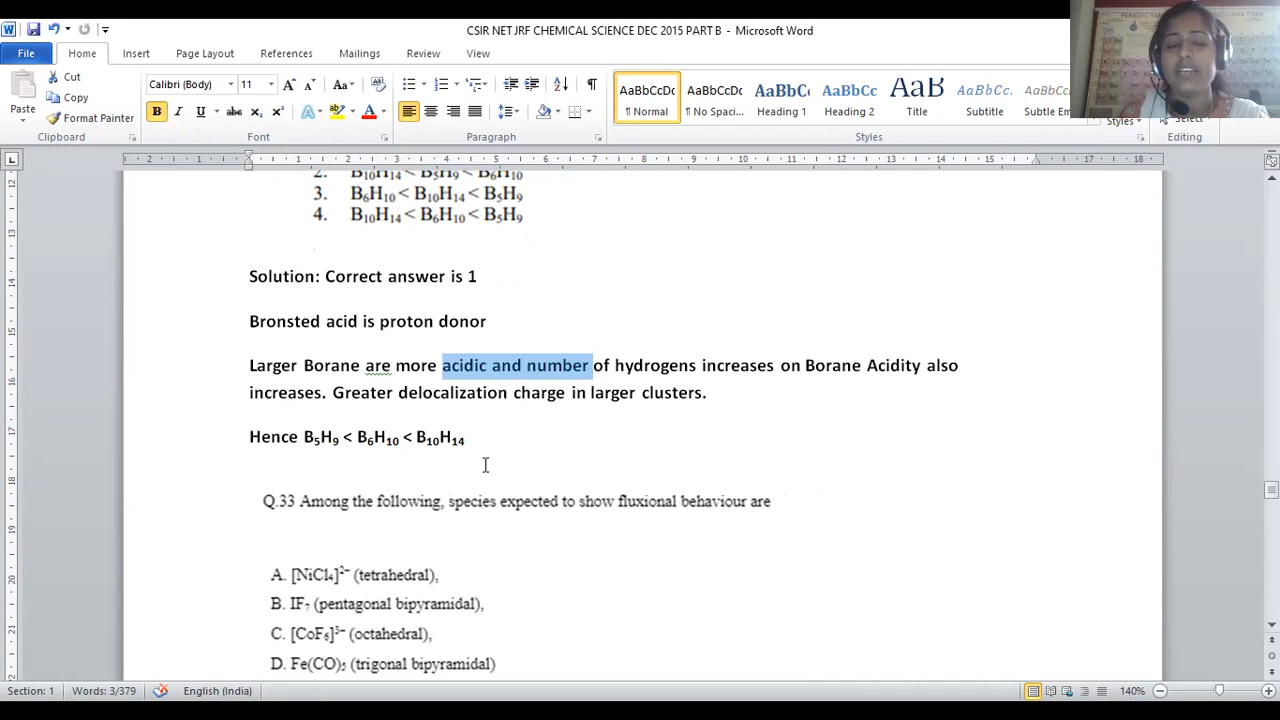 CSIR NET JRF CHEMICAL SCIENCE DEC 2015 PART B - Microsoft Word
File Home Insert Page Layout References Mailings Review View
Cut
Copy
Format Painter
Paste
Clipboard
Calibri (Body) 11
Font
Paragraph
AaBbCcDc AaBbCcDc AaBbC AaBbCc AaB AaBbCc.
¶ Normal ¶ No Spaci... Heading 1 Heading 2 Title Subtitle Subtle Em
Styles
Editing
2. B₁₀H₁₄ < B₅H₉ < B₆H₁₀
3. B₆H₁₀ < B₁₀H₁₄ < B₅H₉
4. B₁₀H₁₄ < B₆H₁₀ < B₅H₉
Solution: Correct answer is 1
Bronsted acid is proton donor
Larger Borane are more acidic and number of hydrogens increases on Borane Acidity also
increases. Greater delocalization charge in larger clusters.
Hence B₅H₉ < B₆H₁₀ < B₁₀H₁₄
Q.33 Among the following, species expected to show fluxional behaviour are
A. [NiCl₄]²⁻ (tetrahedral),
B. IF₇ (pentagonal bipyramidal),
C. [CoF₆]³⁻ (octahedral),
D. Fe(CO)₅ (trigonal bipyramidal)
Section: 1 Words: 3/379 English (India) 140%